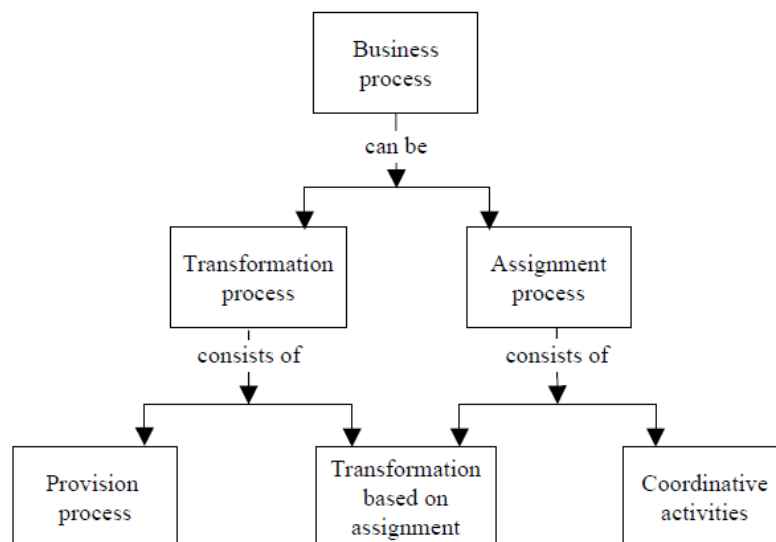 Business
process
can be
Transformation
process
Assignment
process
consists of
consists of
Provision
process
Transformation
based on
assignment
Coordinative
activities